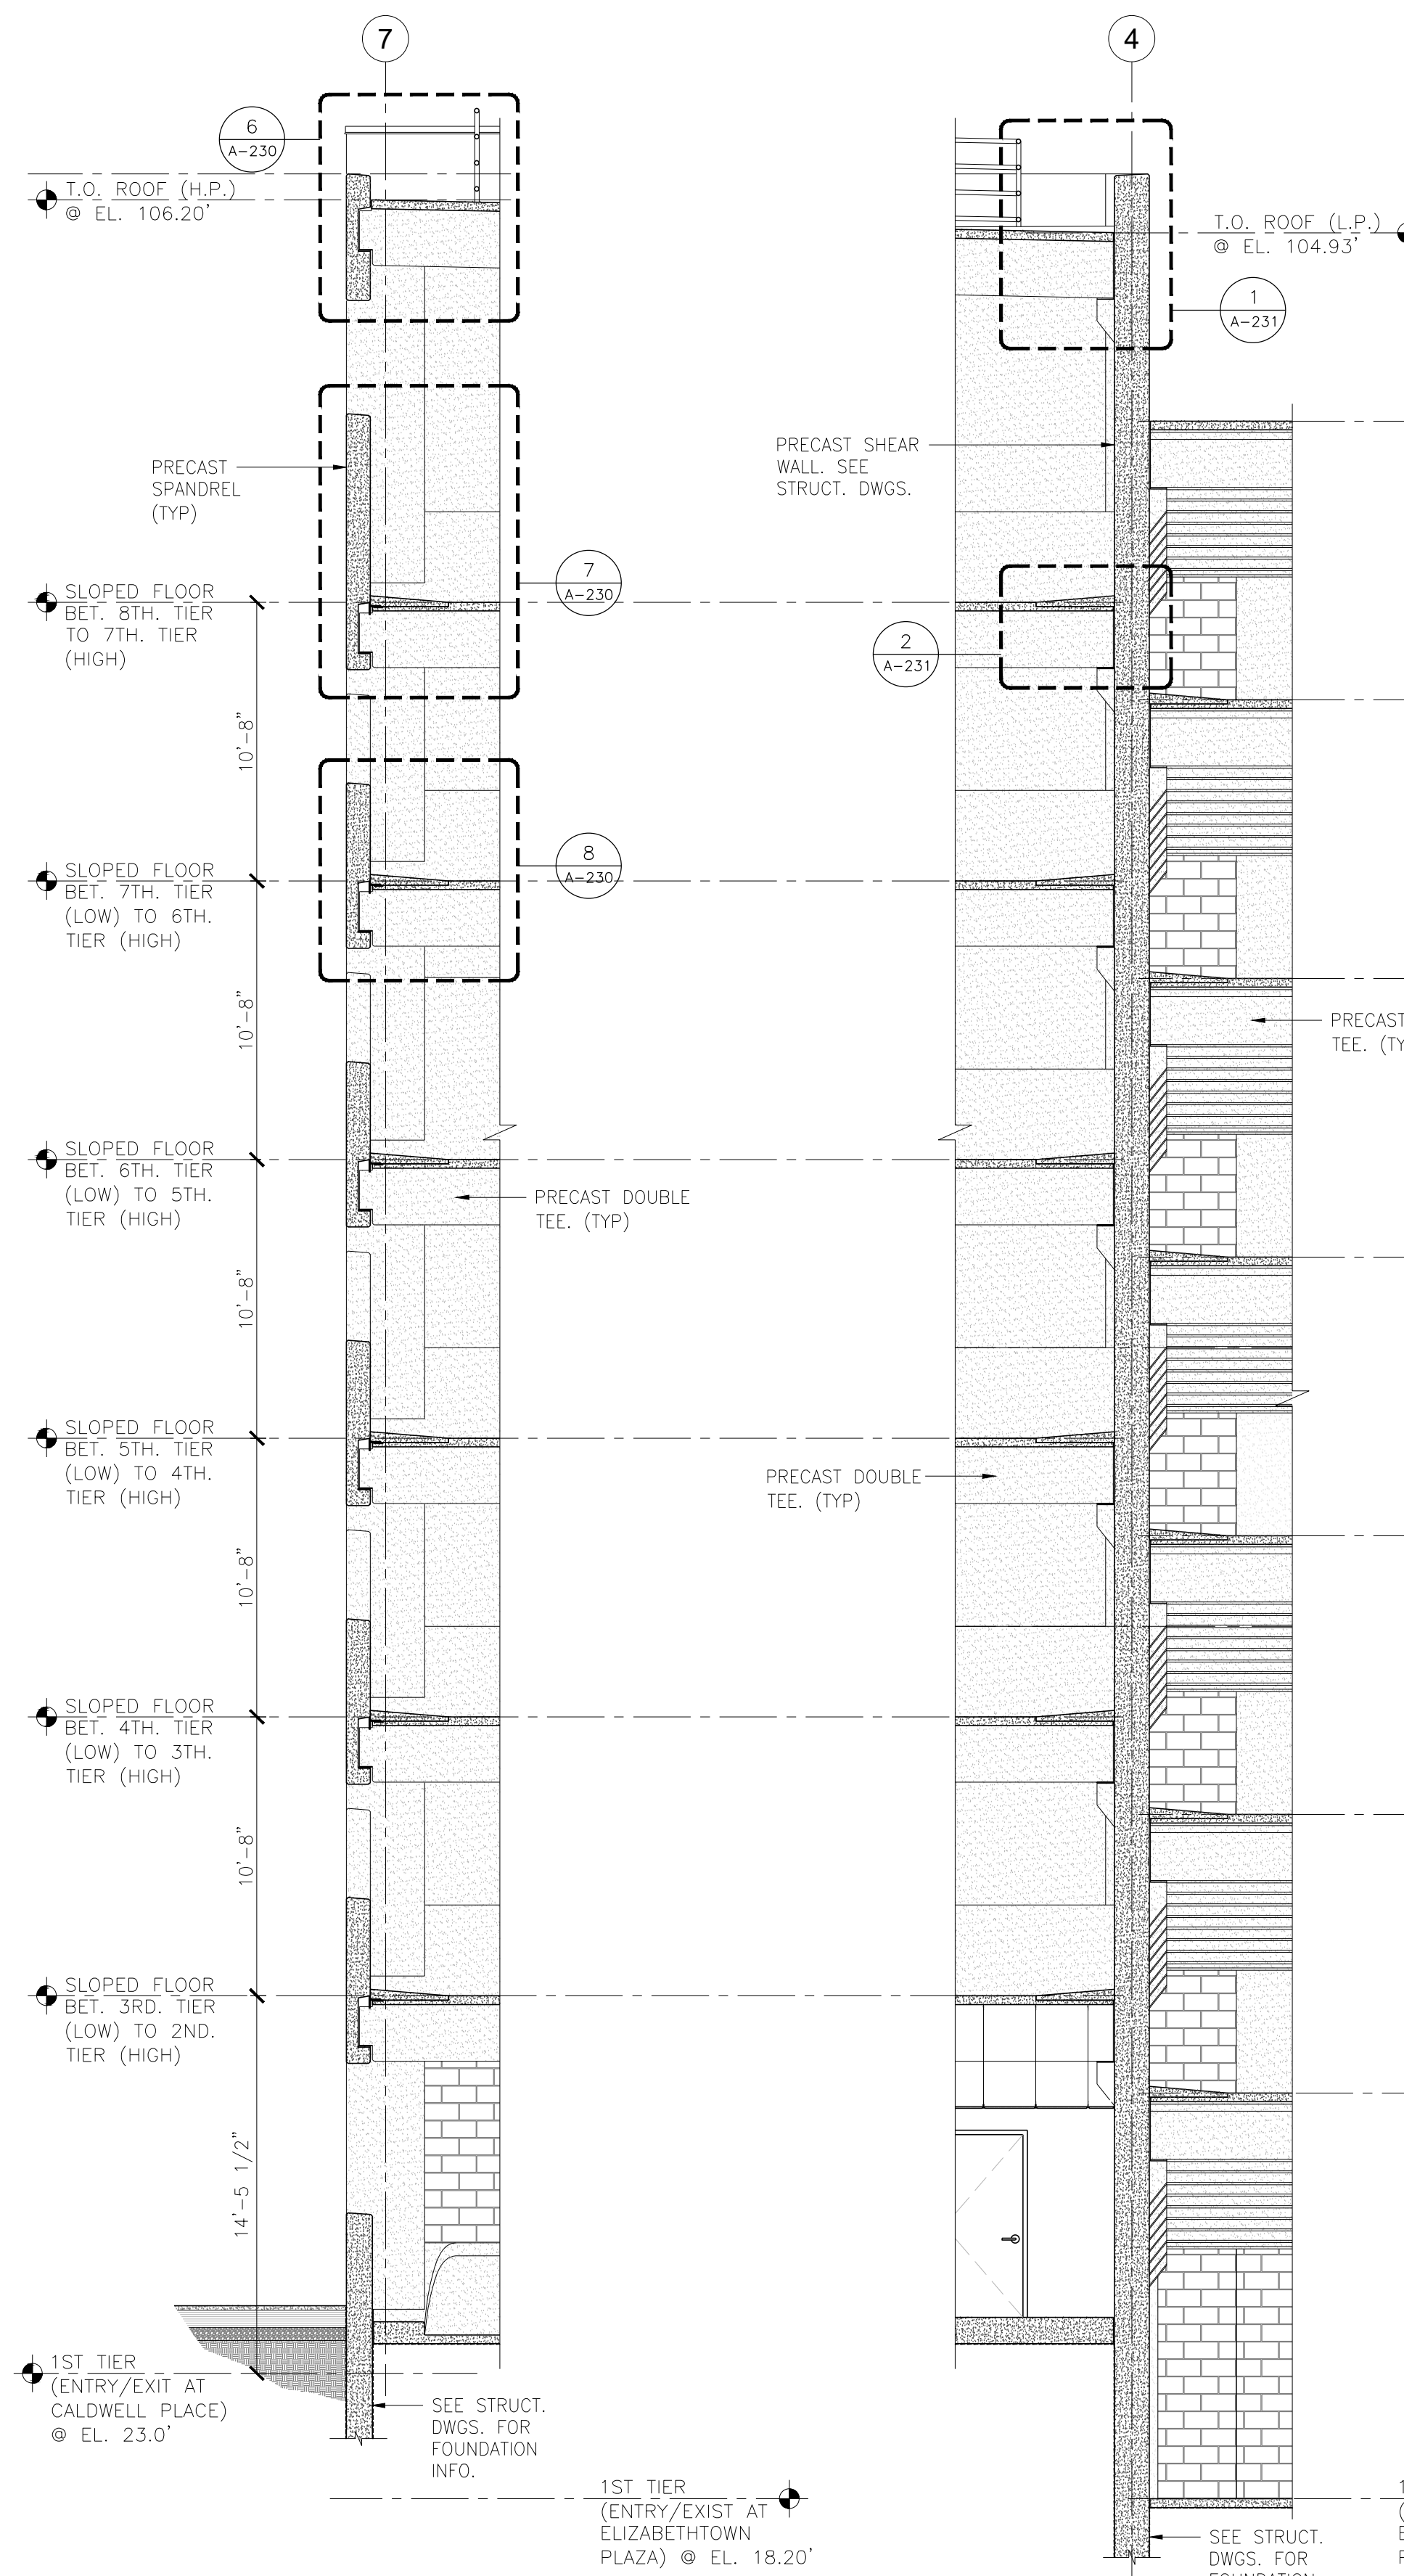 7
4
6
A-230
T.O. ROOF (H.P.)
@ EL. 106.20'
T.O. ROOF (L.P.)
@ EL. 104.93'
1
A-231
PRECAST
SPANDREL
(TYP)
PRECAST SHEAR
WALL. SEE
STRUCT. DWGS.
7
A-230
SLOPED FLOOR
BET. 8TH. TIER
TO 7TH. TIER
(HIGH)
2
A-231
10'-8"
8
A-230
SLOPED FLOOR
BET. 7TH. TIER
(LOW) TO 6TH.
TIER (HIGH)
10'-8"
PRECAST
TEE. (TY
SLOPED FLOOR
BET. 6TH. TIER
(LOW) TO 5TH.
TIER (HIGH)
PRECAST DOUBLE
TEE. (TYP)
10'-8"
SLOPED FLOOR
BET. 5TH. TIER
(LOW) TO 4TH.
TIER (HIGH)
PRECAST DOUBLE
TEE. (TYP)
10'-8"
SLOPED FLOOR
BET. 4TH. TIER
(LOW) TO 3TH.
TIER (HIGH)
10'-8"
SLOPED FLOOR
BET. 3RD. TIER
(LOW) TO 2ND.
TIER (HIGH)
14'-5 1/2"
1ST TIER
(ENTRY/EXIT AT
CALDWELL PLACE)
@ EL. 23.0'
SEE STRUCT.
DWGS. FOR
FOUNDATION
INFO.
1ST TIER
(ENTRY/EXIST AT
ELIZABETHTOWN
PLAZA) @ EL. 18.20'
SEE STRUCT.
DWGS. FOR
FOUNDATION